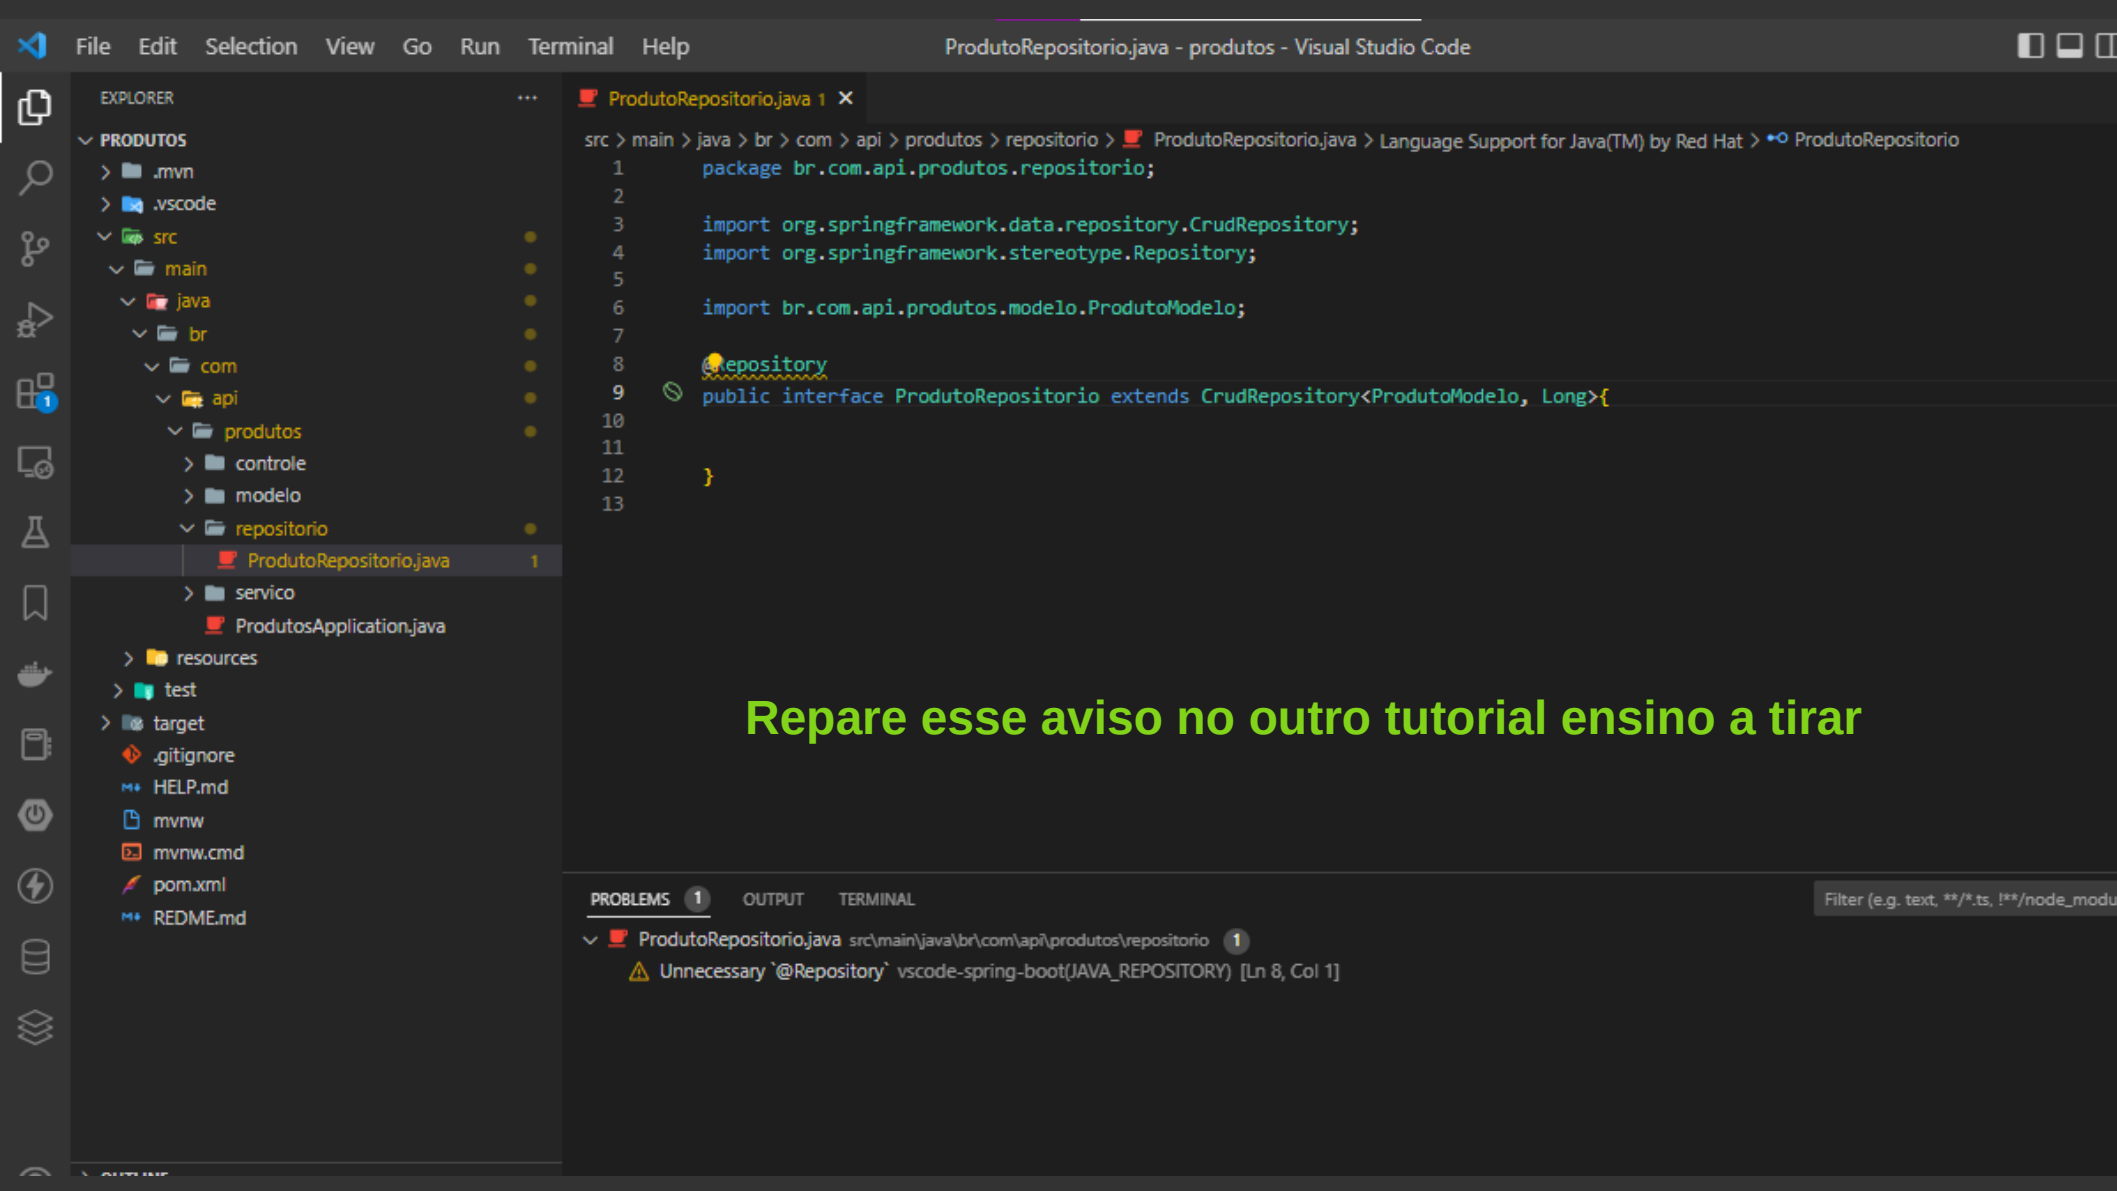 File Edit Selection View Go Run Terminal Help
ProdutoRepositorio.java - produtos - Visual Studio Code
EXPLORER
PRODUTOS
.mvn
.vscode
src
main
java
br
com
api
produtos
controle
modelo
repositorio
ProdutoRepositorio.java 1
servico
ProdutosApplication.java
resources
test
target
.gitignore
HELP.md
mvnw
mvnw.cmd
pom.xml
REDME.md
1
ProdutoRepositorio.java 1
src > main > java > br > com > api > produtos > repositorio > ProdutoRepositorio.java > Language Support for Java(TM) by Red Hat > ProdutoRepositorio
1 package br.com.api.produtos.repositorio;
2
3 import org.springframework.data.repository.CrudRepository;
4 import org.springframework.stereotype.Repository;
5
6 import br.com.api.produtos.modelo.ProdutoModelo;
7
8 @Repository
9 public interface ProdutoRepositorio extends CrudRepository<ProdutoModelo, Long>{
10
11
12 }
13
Repare esse aviso no outro tutorial ensino a tirar
PROBLEMS 1 OUTPUT TERMINAL
Filter (e.g. text, **/*.ts, !**/node_modu
ProdutoRepositorio.java src\main\java\br\com\api\produtos\repositorio 1
Unnecessary `@Repository` vscode-spring-boot(JAVA_REPOSITORY) [Ln 8, Col 1]